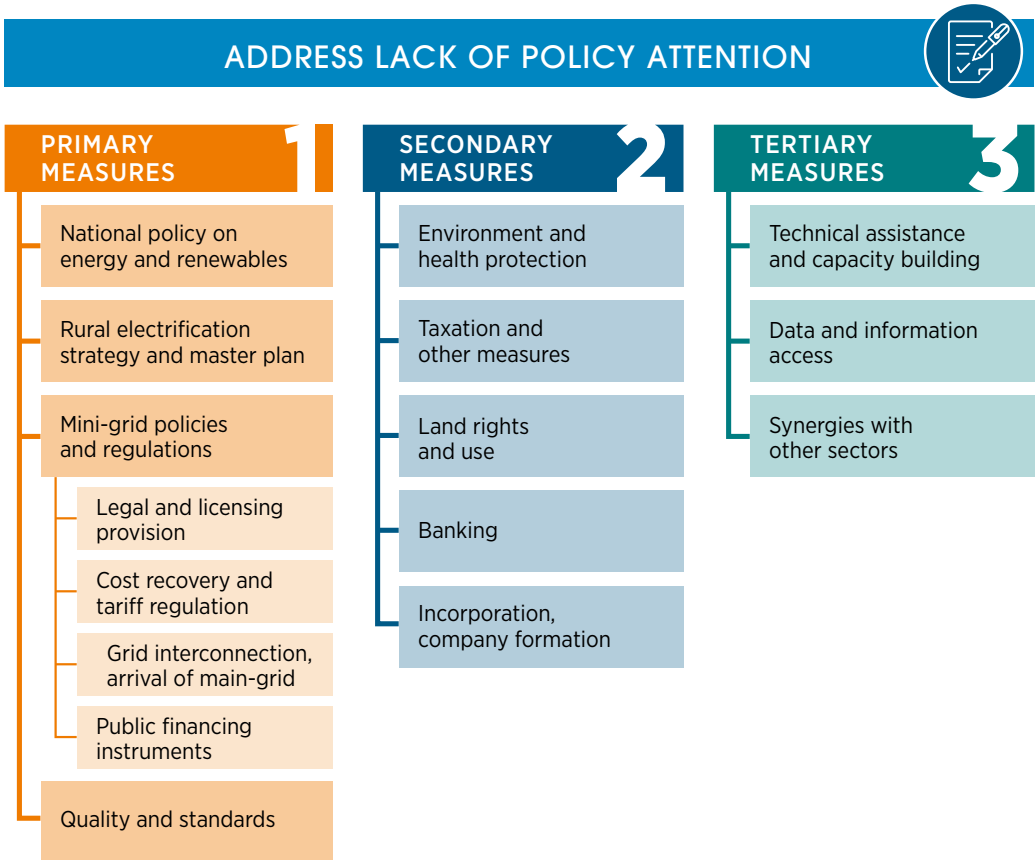 ADDRESS LACK OF POLICY ATTENTION
PRIMARY
MEASURES
1
National policy on
energy and renewables
Rural electrification
strategy and master plan
Mini-grid policies
and regulations
Legal and licensing
provision
Cost recovery and
tariff regulation
Grid interconnection,
arrival of main-grid
Public financing
instruments
Quality and standards
SECONDARY
MEASURES
2
Environment and
health protection
Taxation and
other measures
Land rights
and use
Banking
Incorporation,
company formation
TERTIARY
MEASURES
3
Technical assistance
and capacity building
Data and information
access
Synergies with
other sectors